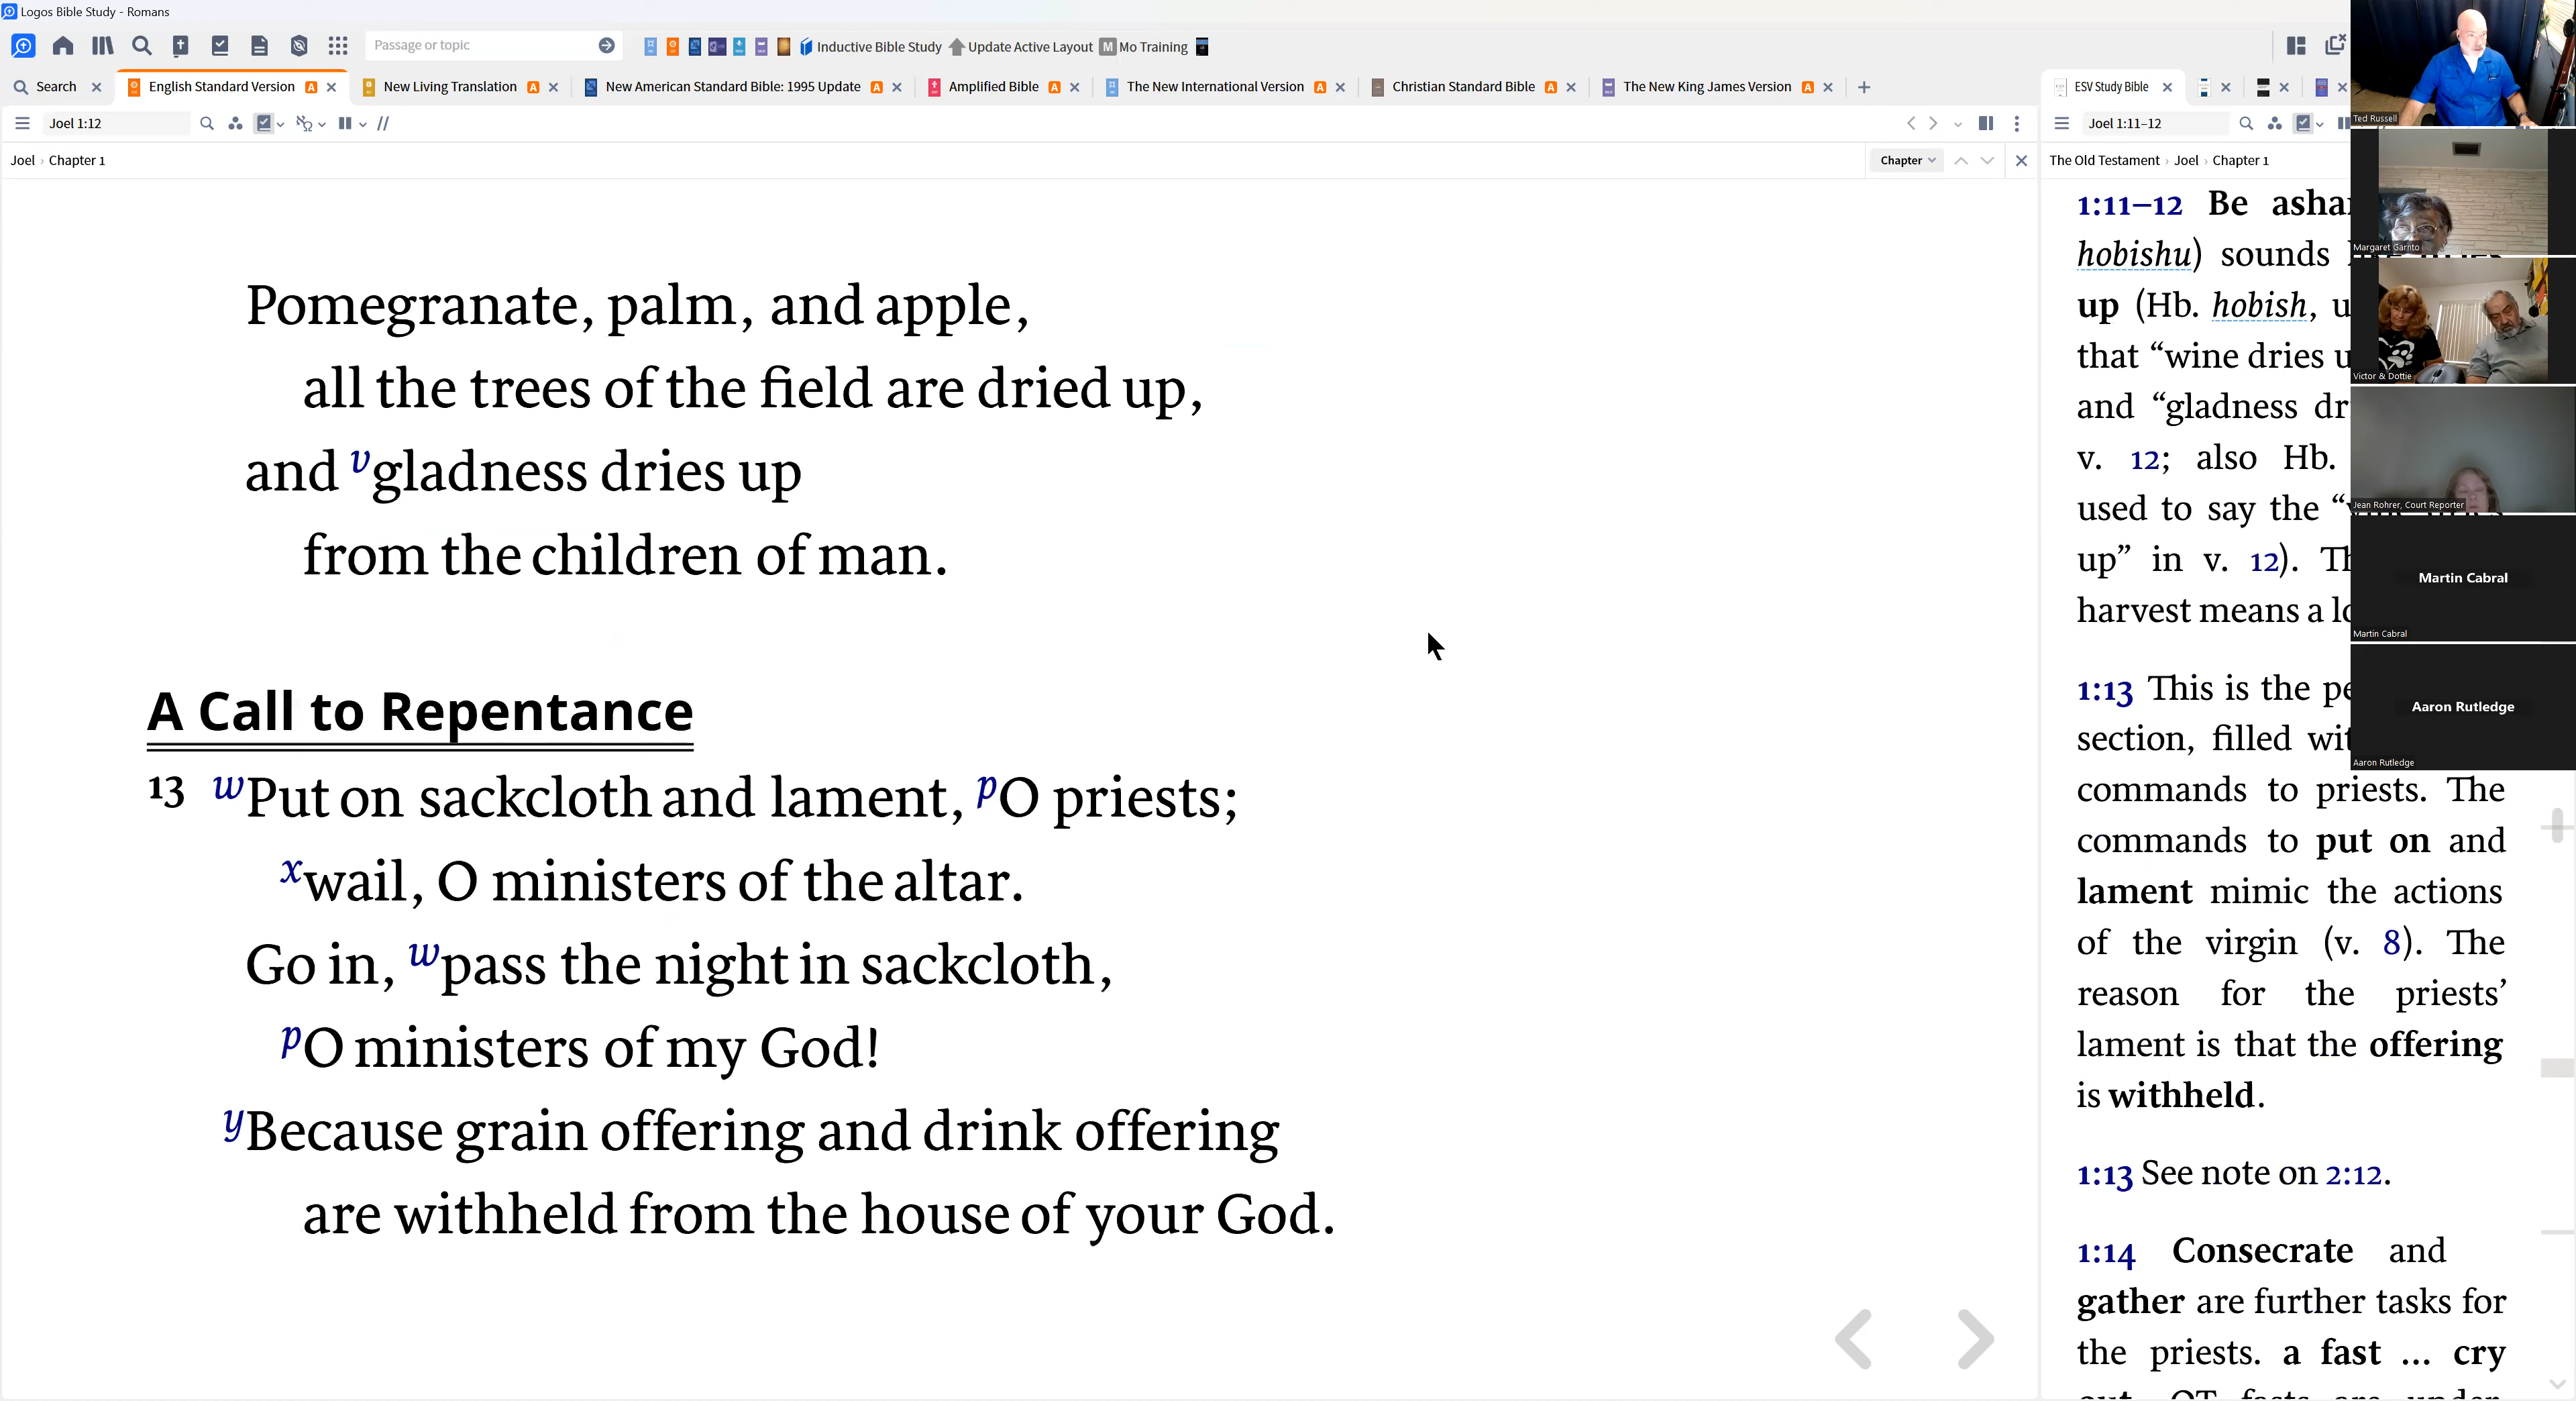 Logos Bible Study - Romans
Passage or topic
Inductive Bible Study Update Active Layout M Mo Training
Search English Standard Version A New Living Translation A New American Standard Bible: 1995 Update A Amplified Bible A The New International Version A Christian Standard Bible A The New King James Version A
Joel 1:12
Joel › Chapter 1
Chapter
Pomegranate, palm, and apple,
all the trees of the field are dried up,
and vgladness dries up
from the children of man.
A Call to Repentance
13 wPut on sackcloth and lament, pO priests;
xwail, O ministers of the altar.
Go in, wpass the night in sackcloth,
pO ministers of my God!
yBecause grain offering and drink offering
are withheld from the house of your God.
ESV Study Bible
Joel 1:11–12
The Old Testament › Joel › Chapter 1
1:11–12 Be asha
hobishu) sounds
up (Hb. hobish, u
that “wine dries u
and “gladness dr
v. 12; also Hb.
used to say the “
up” in v. 12). Th
harvest means a lo
1:13 This is the pe
section, filled wit
commands to priests. The
commands to put on and
lament mimic the actions
of the virgin (v. 8). The
reason for the priests’
lament is that the offering
is withheld.
1:13 See note on 2:12.
1:14 Consecrate and
gather are further tasks for
the priests. a fast ... cry
Ted Russell
Margaret Garnto
Victor & Dottie
Jean Rohrer, Court Reporter
Martin Cabral
Martin Cabral
Aaron Rutledge
Aaron Rutledge